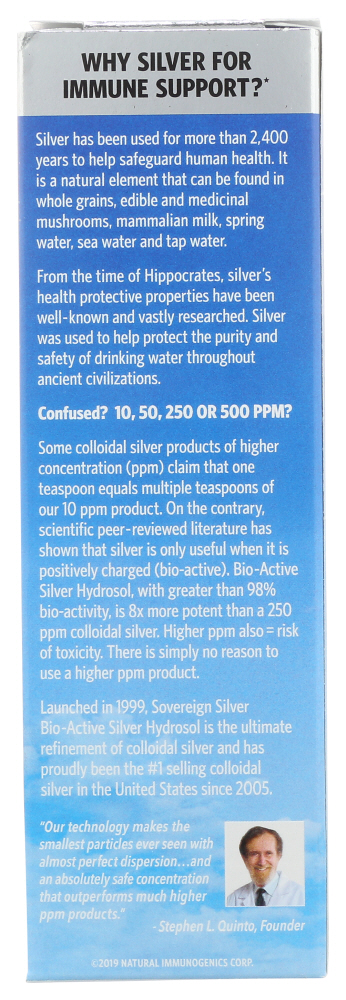 WHY SILVER FOR
IMMUNE SUPPORT?*
Silver has been used for more than 2,400
years to help safeguard human health. It
is a natural element that can be found in
whole grains, edible and medicinal
mushrooms, mammalian milk, spring
water, sea water and tap water.
From the time of Hippocrates, silver's
health protective properties have been
well-known and vastly researched. Silver
was used to help protect the purity and
safety of drinking water throughout
ancient civilizations.
Confused? 10, 50, 250 OR 500 PPM?
Some colloidal silver products of higher
concentration (ppm) claim that one
teaspoon equals multiple teaspoons of
our 10 ppm product. On the contrary,
scientific peer-reviewed literature has
shown that silver is only useful when it is
positively charged (bio-active). Bio-Active
Silver Hydrosol, with greater than 98%
bio-activity, is 8x more potent than a 250
ppm colloidal silver. Higher ppm also = risk
of toxicity. There is simply no reason to
use a higher ppm product.
Launched in 1999, Sovereign Silver
Bio-Active Silver Hydrosol is the ultimate
refinement of colloidal silver and has
proudly been the #1 selling colloidal
silver in the United States since 2005.
"Our technology makes the
smallest particles ever seen with
almost perfect dispersion...and
an absolutely safe concentration
that outperforms much higher
ppm products."
- Stephen L. Quinto, Founder
©2019 NATURAL IMMUNOGENICS CORP.